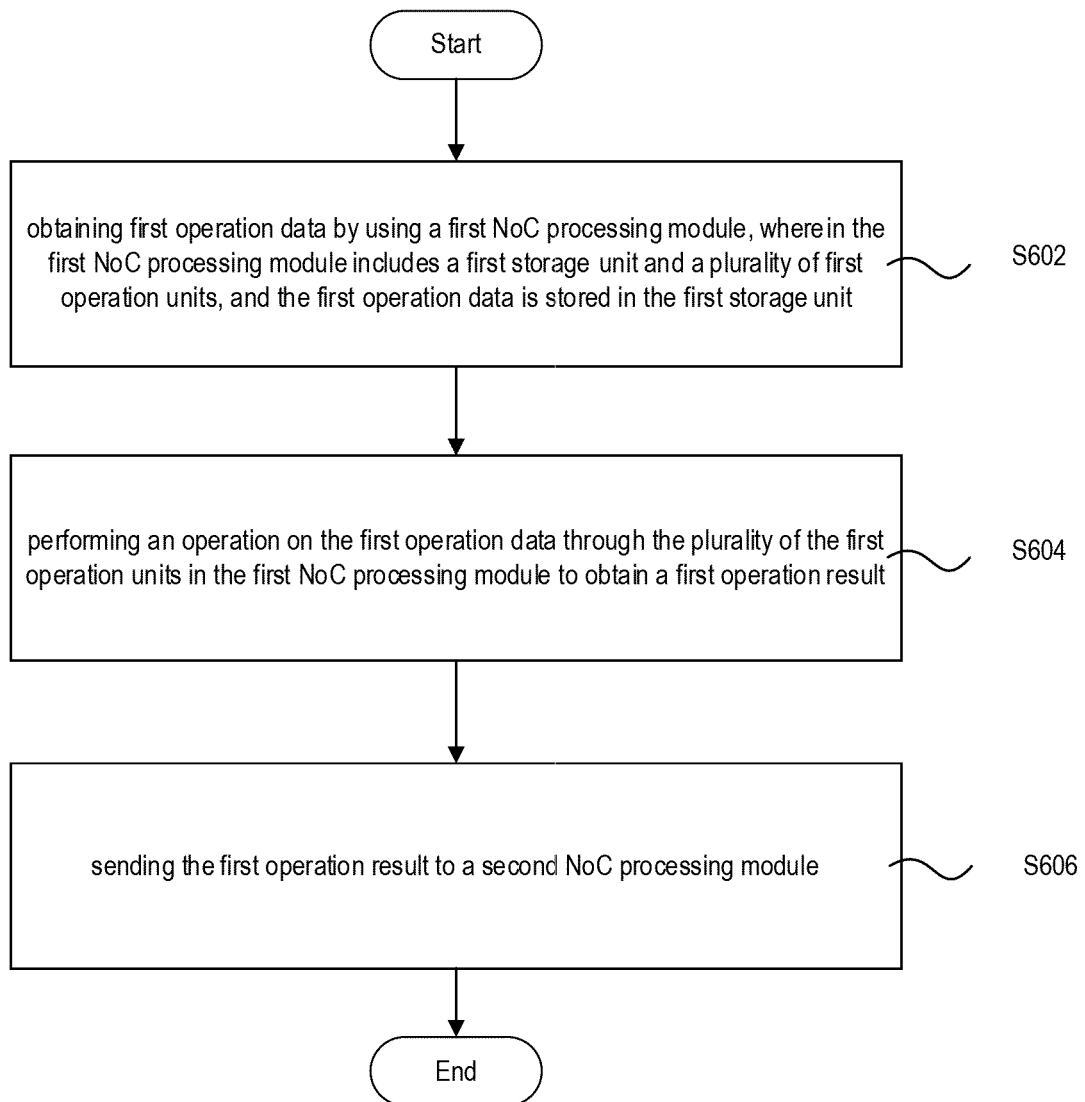 Start
obtaining first operation data by using a first NoC processing module, wherein the
first NoC processing module includes a first storage unit and a plurality of first
operation units, and the first operation data is stored in the first storage unit
S602
performing an operation on the first operation data through the plurality of the first
operation units in the first NoC processing module to obtain a first operation result
S604
sending the first operation result to a second NoC processing module
S606
End